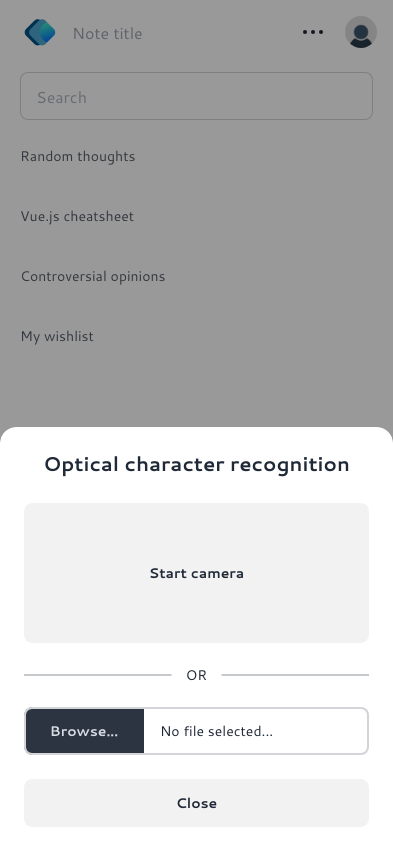 Note title
Search
Random thoughts
Vue.js cheatsheet
Controversial opinions
My wishlist
Optical character recognition
Start camera
OR
Browse... No file selected...
Close